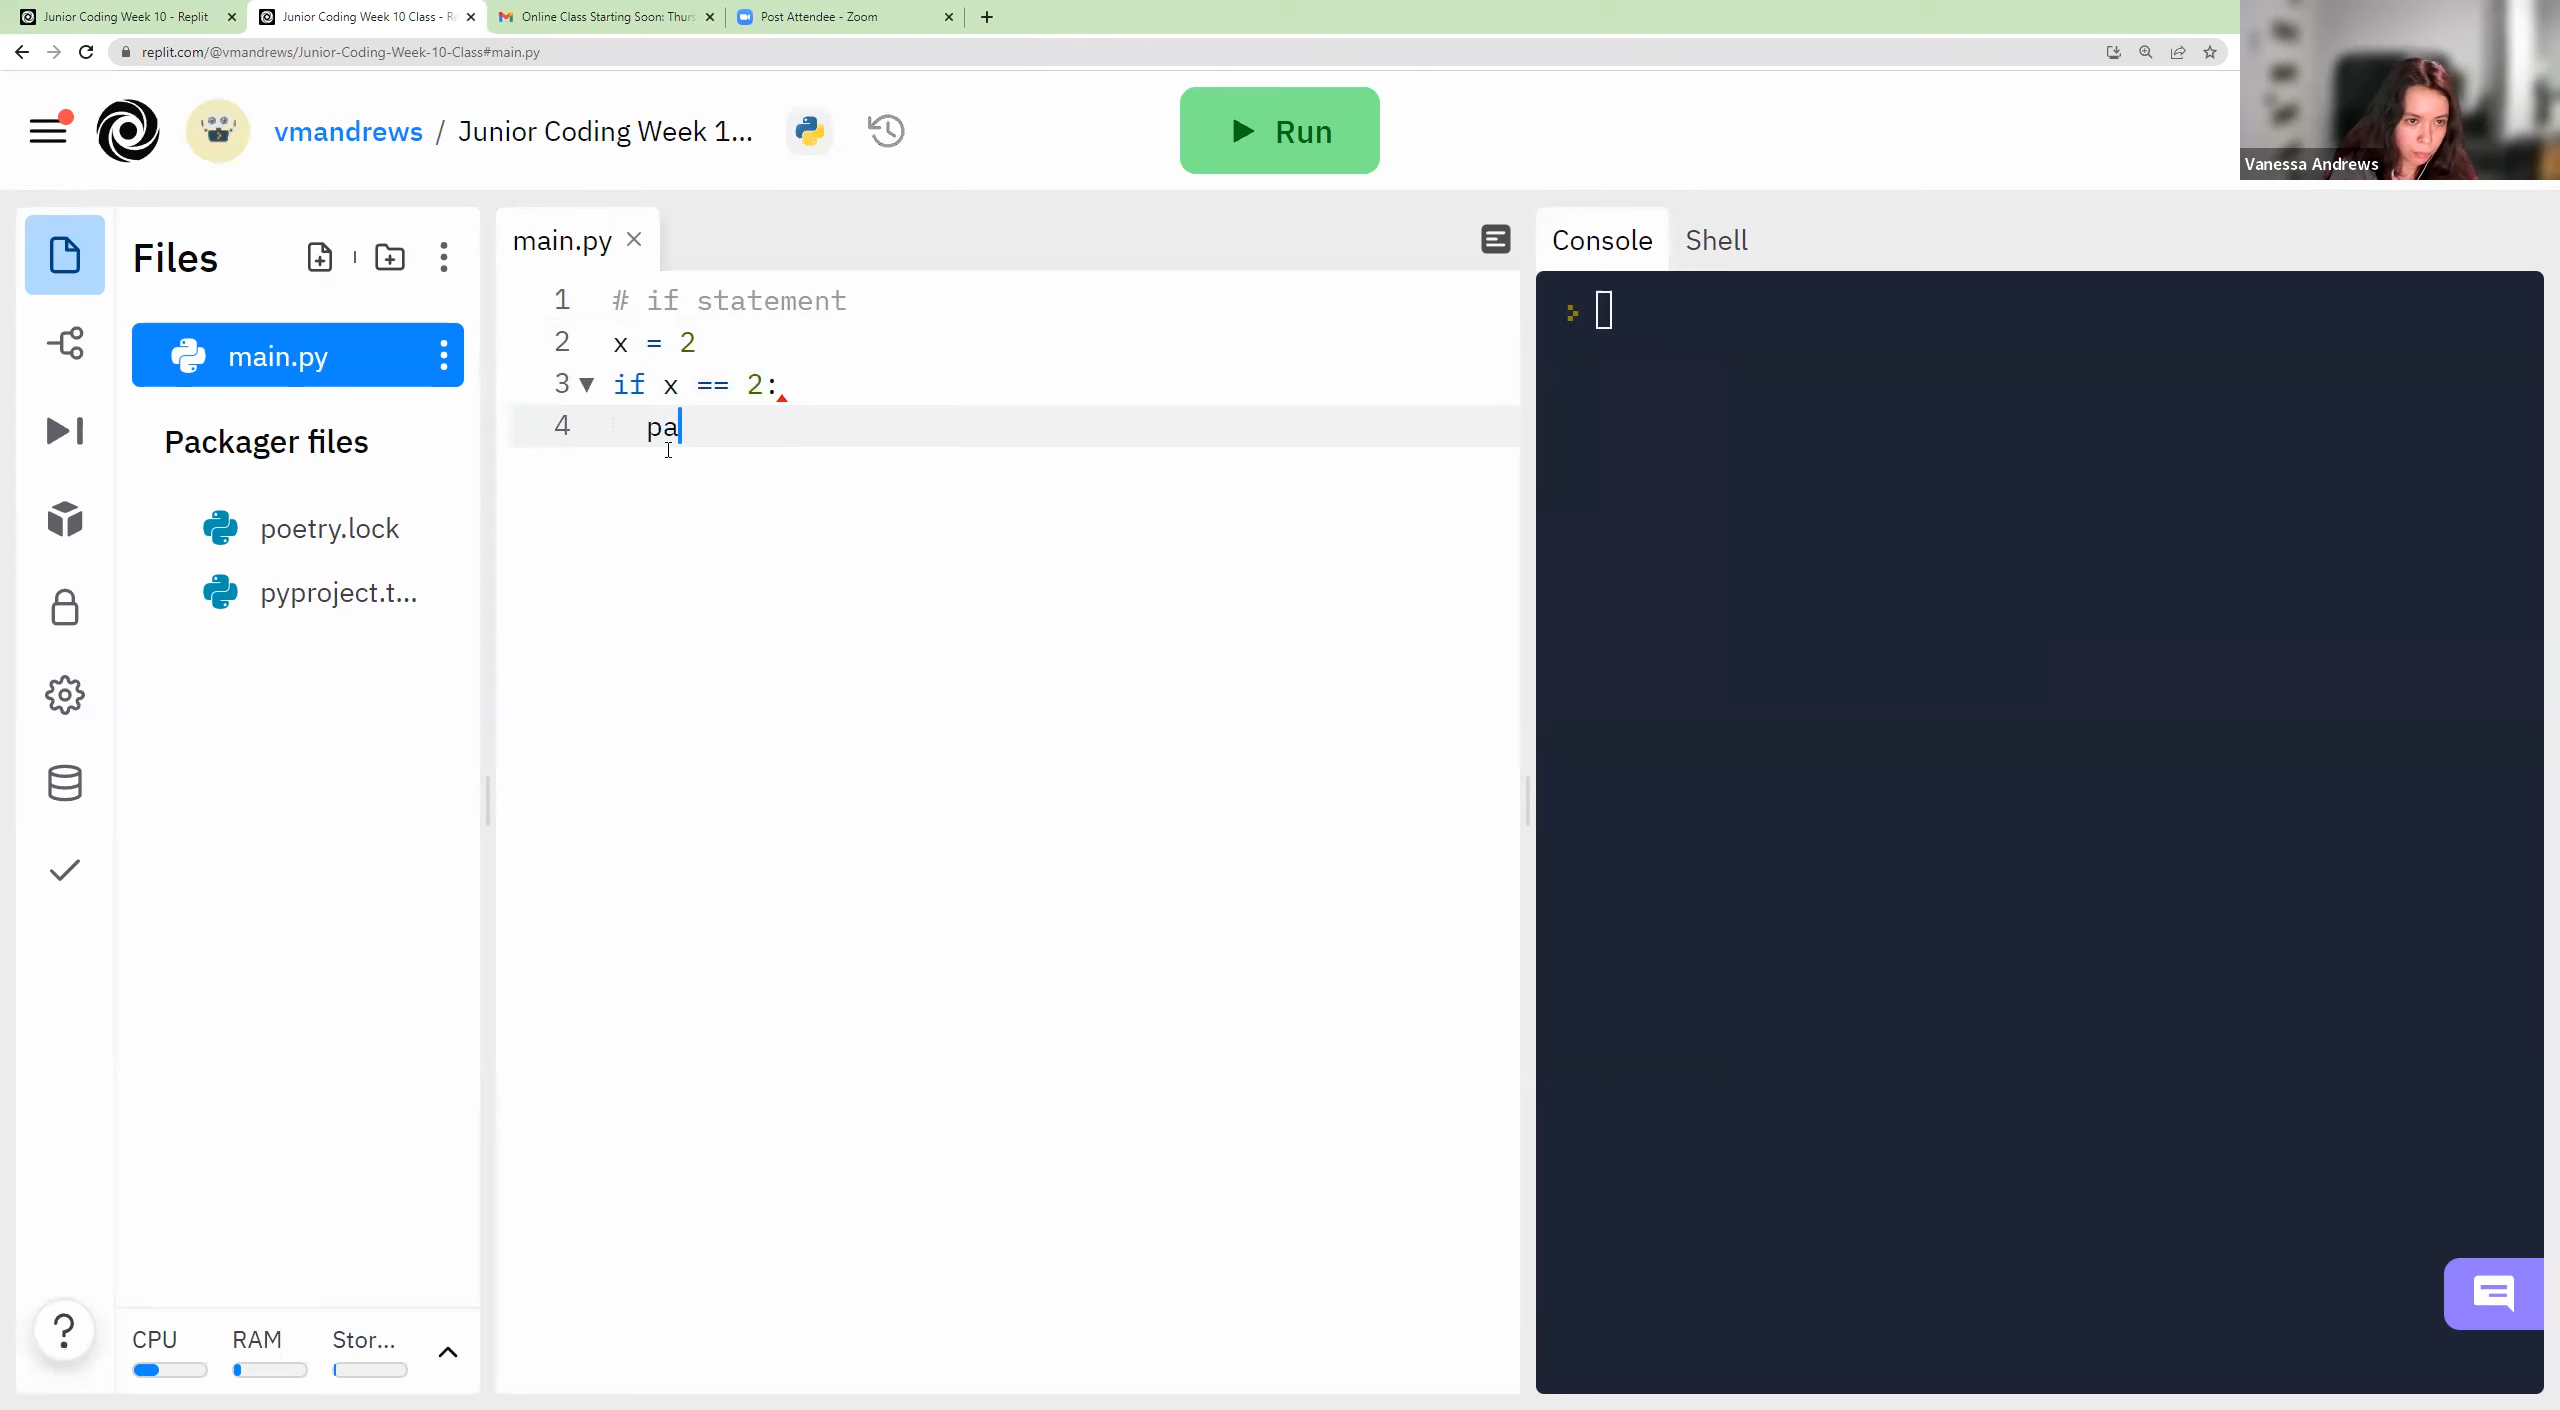 Junior Coding Week 10 - Replit
Junior Coding Week 10 Class - Re
Online Class Starting Soon: Thurs
Post Attendee - Zoom
replit.com/@vmandrews/Junior-Coding-Week-10-Class#main.py
vmandrews / Junior Coding Week 1...
Run
Vanessa Andrews
Files
main.py
Packager files
poetry.lock
pyproject.t...
CPU
RAM
Stor...
main.py
1 # if statement
2 x = 2
3 if x == 2:
4 pa
Console
Shell